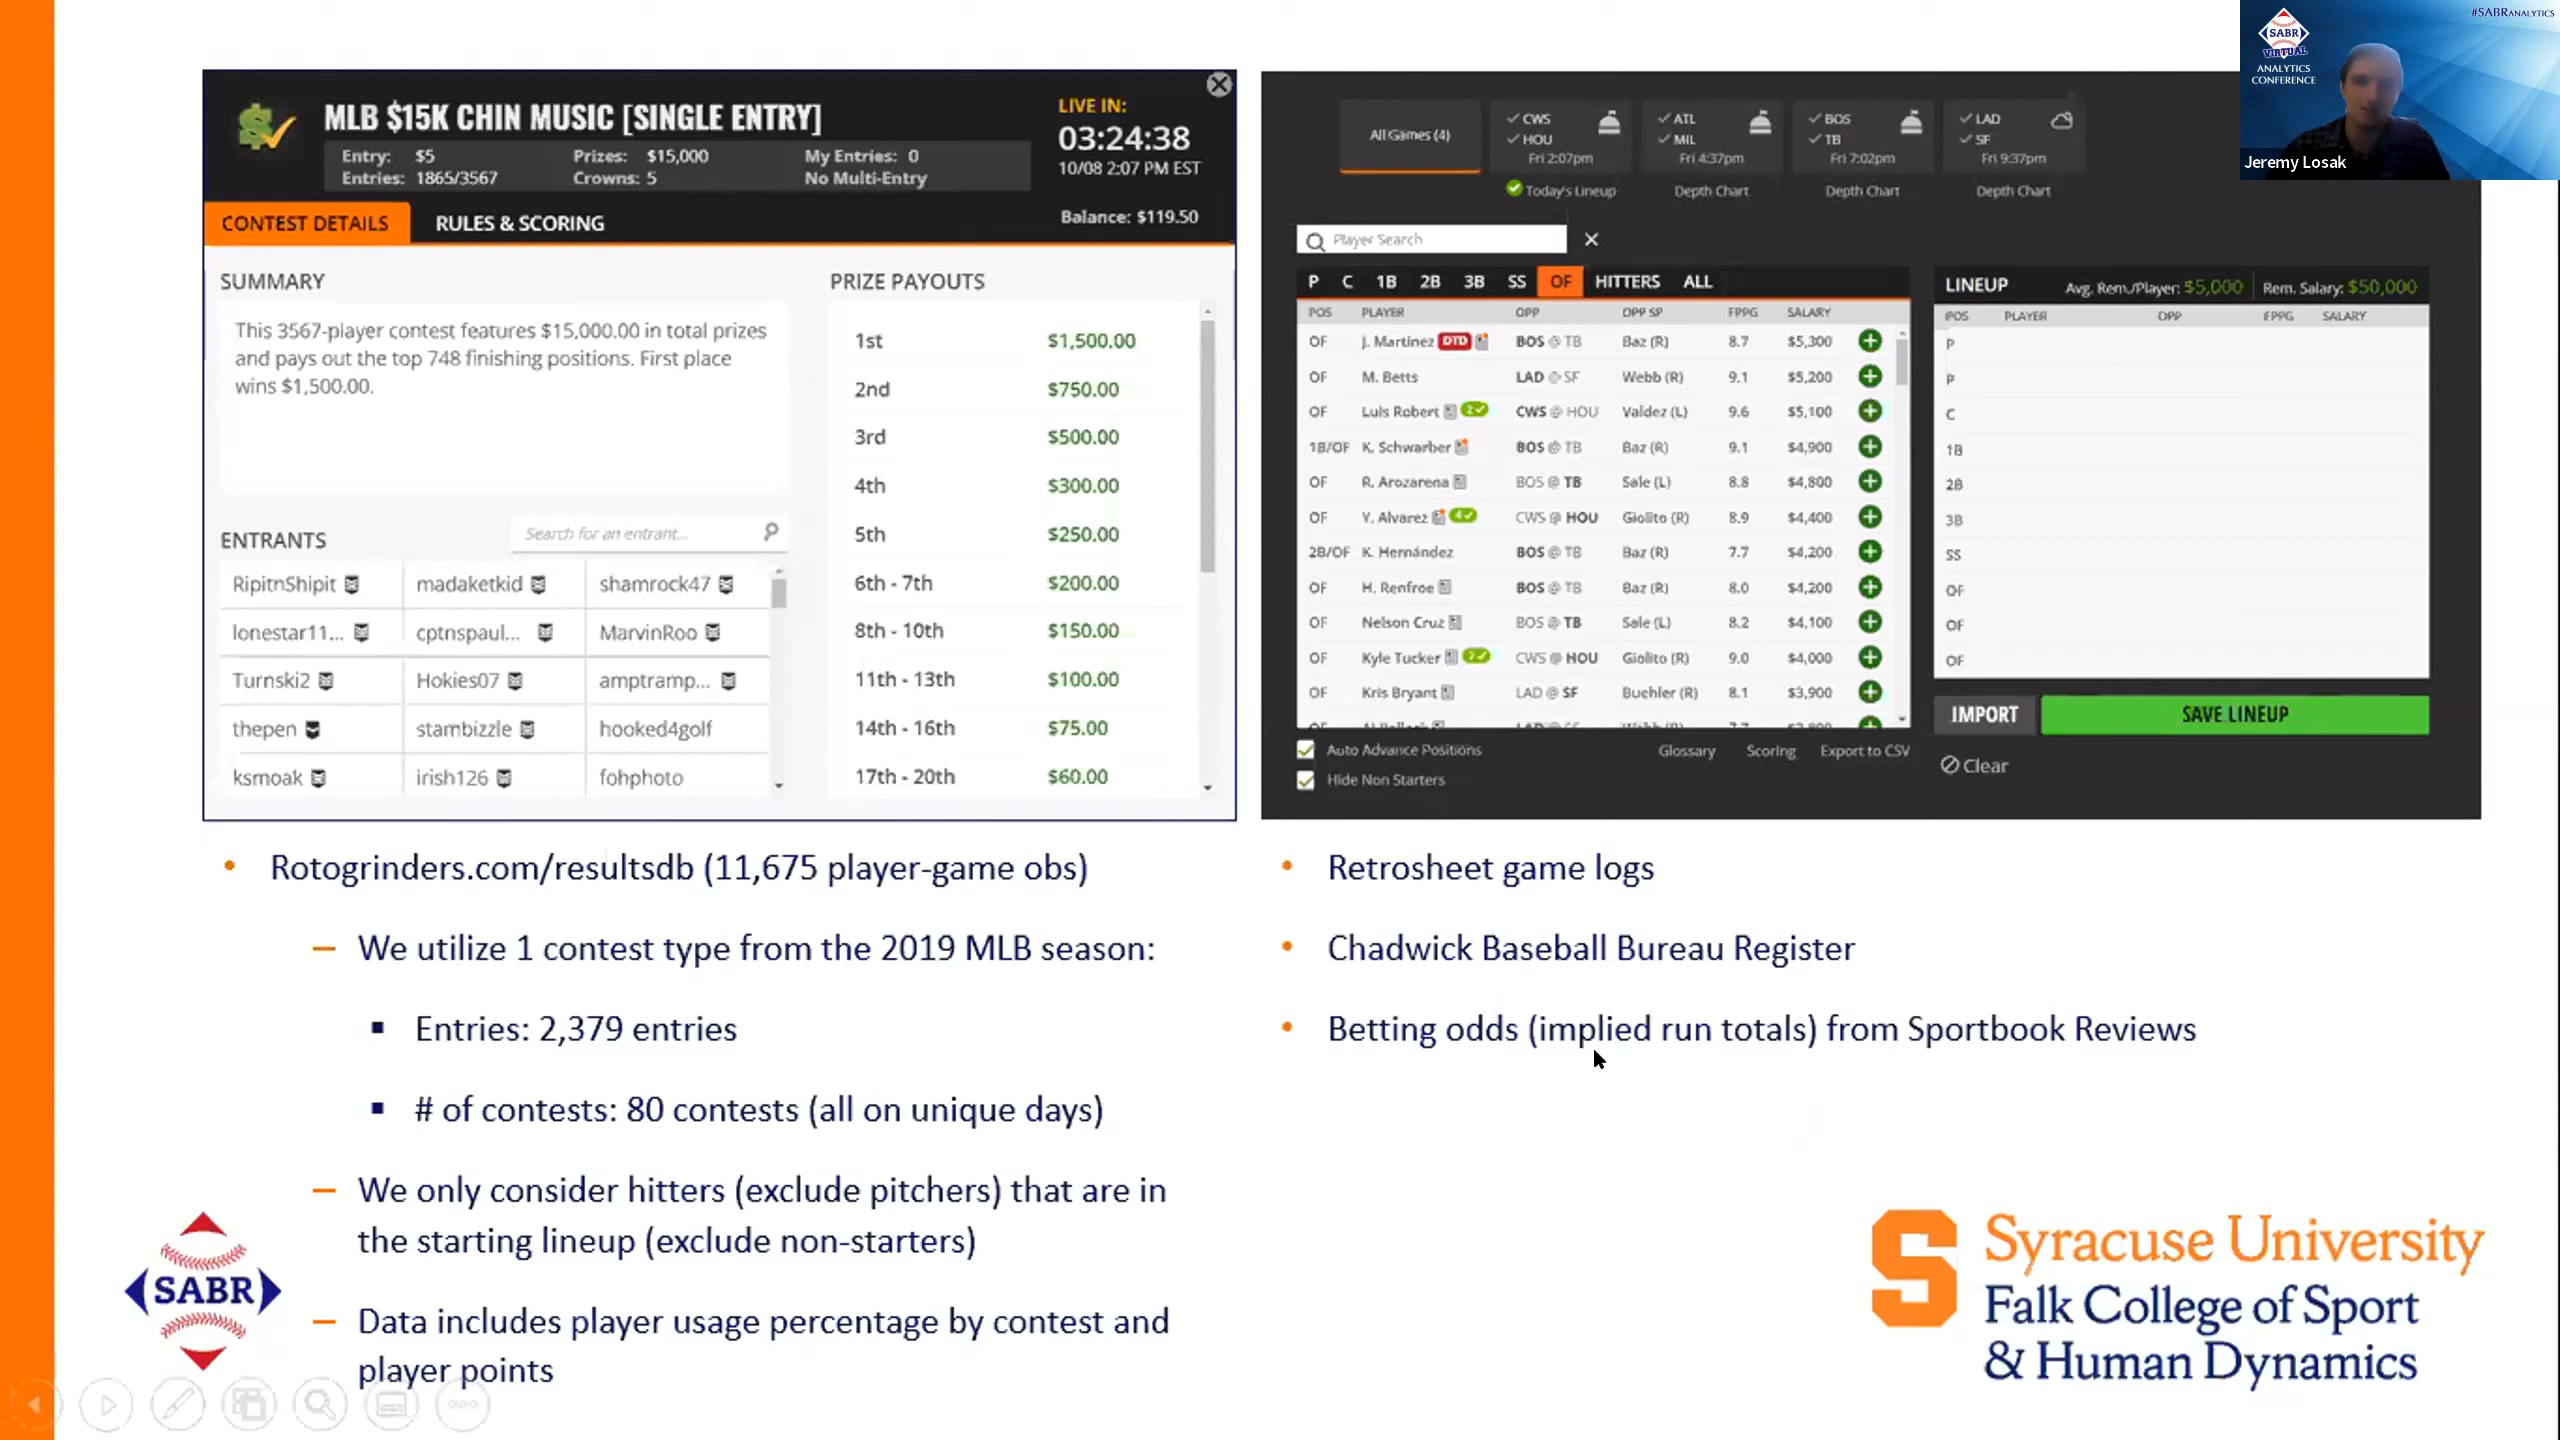 #SABRANALYTICS
SABR
VIRTUAL
ANALYTICS
CONFERENCE
Jeremy Losak
MLB $15K CHIN MUSIC [SINGLE ENTRY]
Entry: $5 Prizes: $15,000 My Entries: 0
Entries: 1865/3567 Crowns: 5 No Multi-Entry
LIVE IN:
03:24:38
10/08 2:07 PM EST
Balance: $119.50
CONTEST DETAILS RULES & SCORING
SUMMARY
This 3567-player contest features $15,000.00 in total prizes
and pays out the top 748 finishing positions. First place
wins $1,500.00.
ENTRANTS
Search for an entrant...
RipitnShipit madaketkid shamrock47
lonestar11... cptnspaul... MarvinRoo
Turnski2 Hokies07 amptramp...
thepen stambizzle hooked4golf
ksmoak irish126 fohphoto
PRIZE PAYOUTS
1st $1,500.00
2nd $750.00
3rd $500.00
4th $300.00
5th $250.00
6th - 7th $200.00
8th - 10th $150.00
11th - 13th $100.00
14th - 16th $75.00
17th - 20th $60.00
All Games (4)
CWS
HOU
Fri 2:07pm
Today's Lineup
ATL
MIL
Fri 4:37pm
Depth Chart
BOS
TB
Fri 7:02pm
Depth Chart
LAD
SF
Fri 9:37pm
Depth Chart
Player Search
P C 1B 2B 3B SS OF HITTERS ALL
POS PLAYER OPP OPP SP FPPG SALARY
OF J. Martinez DTD BOS @ TB Baz (R) 8.7 $5,300
OF M. Betts LAD @ SF Webb (R) 9.1 $5,200
OF Luis Robert 2 CWS @ HOU Valdez (L) 9.6 $5,100
1B/OF K. Schwarber BOS @ TB Baz (R) 9.1 $4,900
OF R. Arozarena BOS @ TB Sale (L) 8.8 $4,800
OF Y. Alvarez 4 CWS @ HOU Giolito (R) 8.9 $4,400
2B/OF K. Hernández BOS @ TB Baz (R) 7.7 $4,200
OF H. Renfroe BOS @ TB Baz (R) 8.0 $4,200
OF Nelson Cruz BOS @ TB Sale (L) 8.2 $4,100
OF Kyle Tucker CWS @ HOU Giolito (R) 9.0 $4,000
OF Kris Bryant LAD @ SF Buehler (R) 8.1 $3,900
Auto Advance Positions
Hide Non Starters
Glossary Scoring Export to CSV
LINEUP Avg. Rem./Player: $5,000 Rem. Salary: $50,000
POS PLAYER OPP FPPG SALARY
P
P
C
1B
2B
3B
SS
OF
OF
OF
IMPORT SAVE LINEUP
Clear
• Rotogrinders.com/resultsdb (11,675 player-game obs)
– We utilize 1 contest type from the 2019 MLB season:
▪ Entries: 2,379 entries
▪ # of contests: 80 contests (all on unique days)
– We only consider hitters (exclude pitchers) that are in
the starting lineup (exclude non-starters)
– Data includes player usage percentage by contest and
player points
• Retrosheet game logs
• Chadwick Baseball Bureau Register
• Betting odds (implied run totals) from Sportbook Reviews
SABR
S
Syracuse University
Falk College of Sport
& Human Dynamics